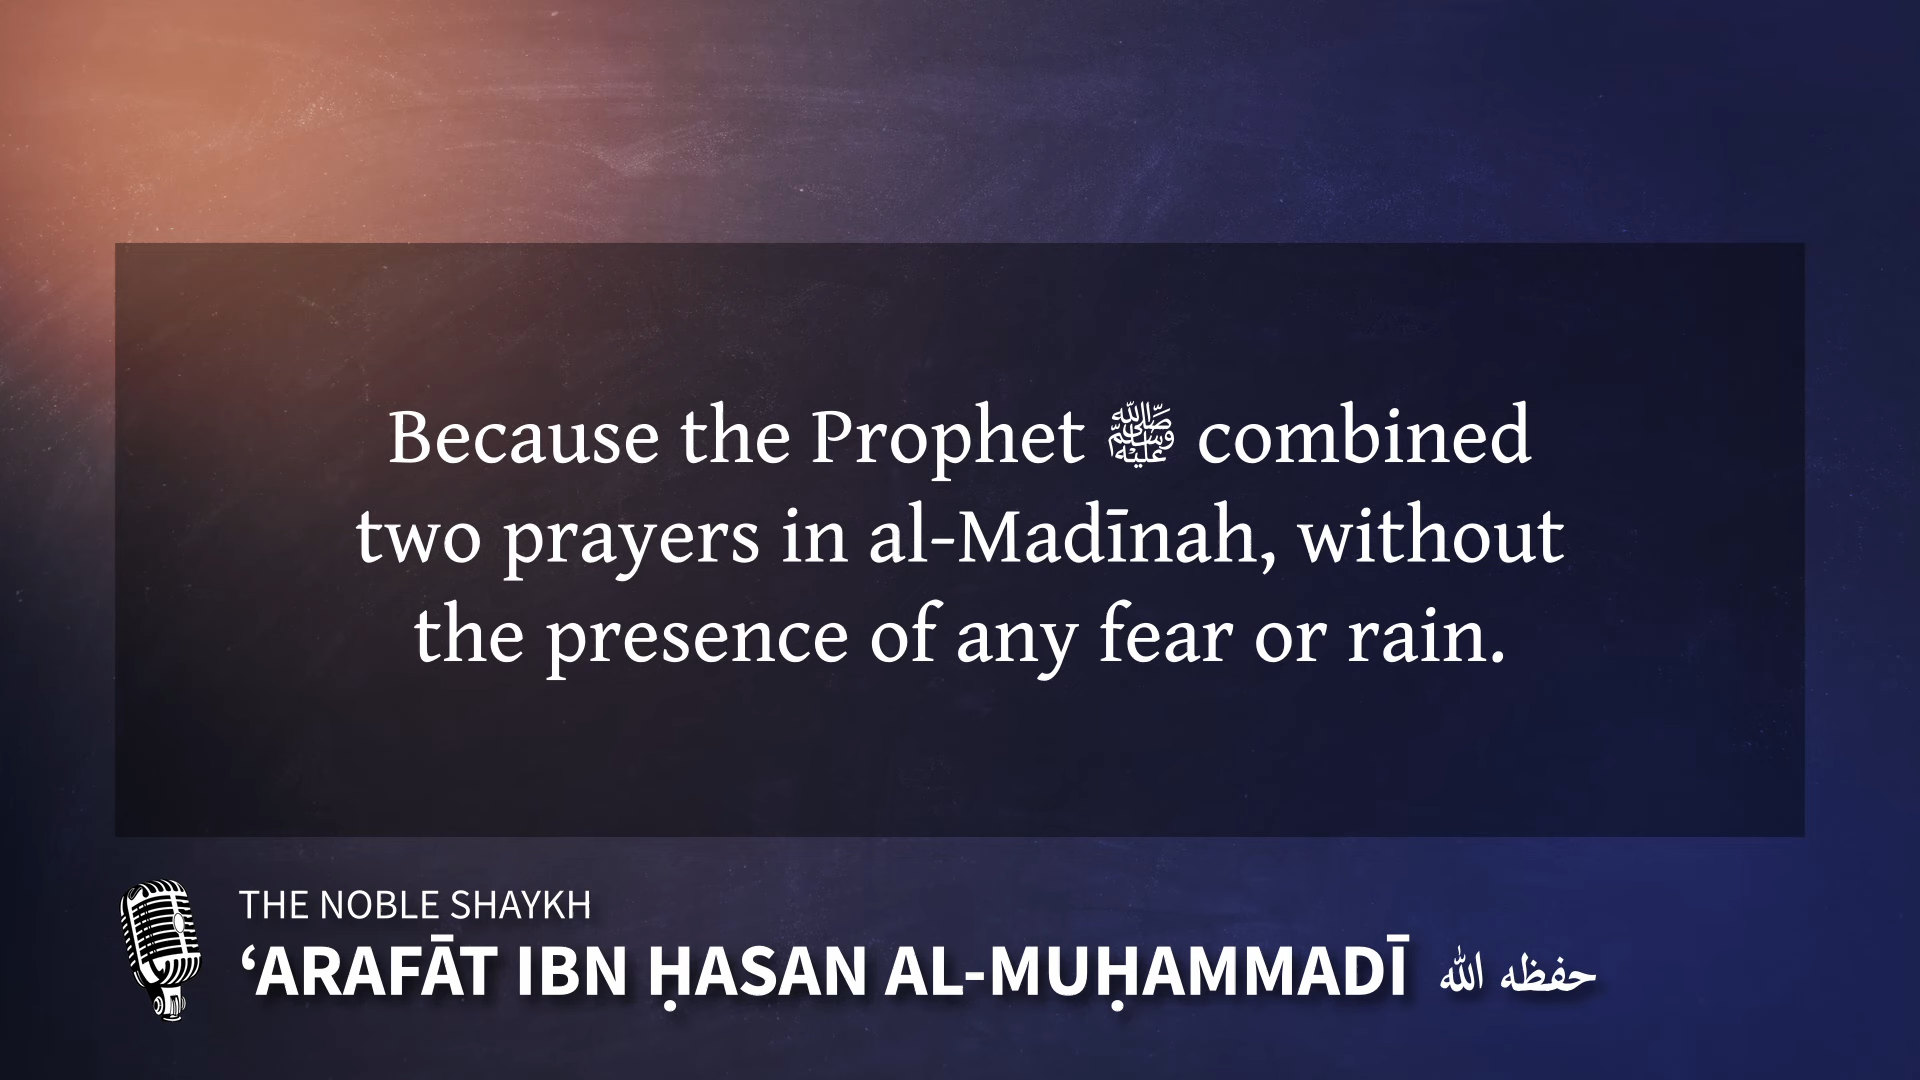 Because the Prophet ﷺ combined
two prayers in al-Madīnah, without
the presence of any fear or rain.
THE NOBLE SHAYKH
‘ARAFĀT IBN ḤASAN AL-MUḤAMMADĪ حفظه الله